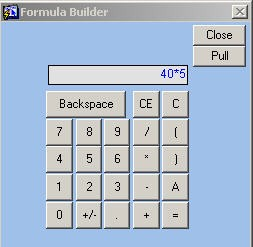 Formula Builder
Close
Pull
40*5
Backspace CE C
7 8 9 / (
4 5 6 * )
1 2 3 - A
0 +/- . + =